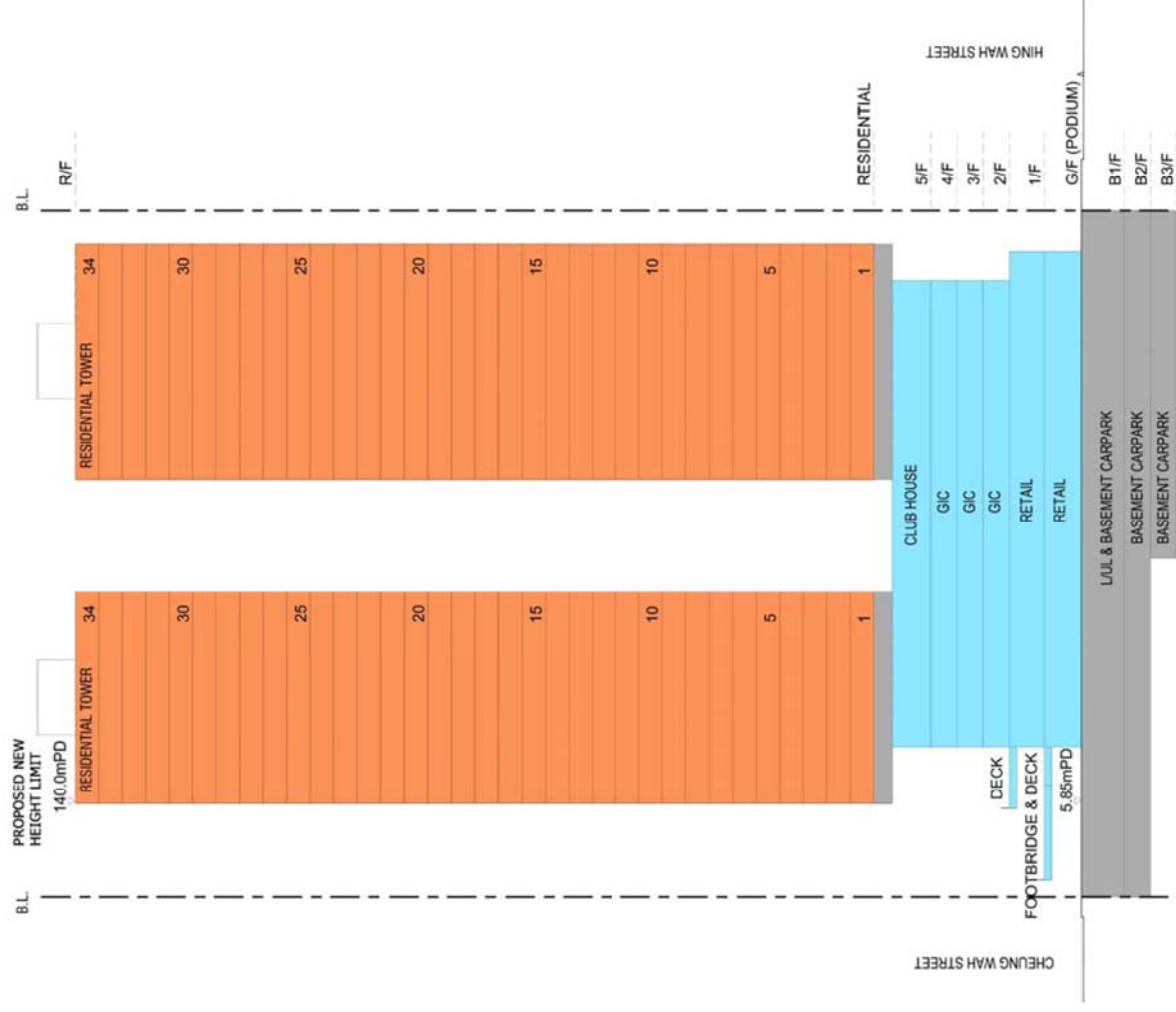 B.L.
PROPOSED NEW
HEIGHT LIMIT
140.0mPD
B.L.
R/F
RESIDENTIAL TOWER
34
30
25
20
15
10
5
1
RESIDENTIAL TOWER
34
30
25
20
15
10
5
1
RESIDENTIAL
CLUB HOUSE
5/F
GIC
4/F
GIC
3/F
GIC
2/F
DECK
RETAIL
1/F
FOOTBRIDGE & DECK
RETAIL
G/F (PODIUM)
5.85mPD
CHEUNG WAH STREET
HING WAH STREET
L/UL & BASEMENT CARPARK
B1/F
BASEMENT CARPARK
B2/F
BASEMENT CARPARK
B3/F